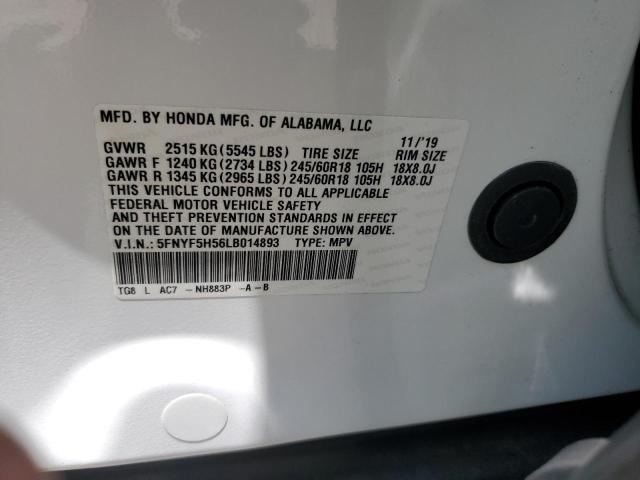 MFD. BY HONDA MFG. OF ALABAMA, LLC
11/'19
GVWR 2515 KG (5545 LBS) TIRE SIZE RIM SIZE
GAWR F 1240 KG (2734 LBS) 245/60R18 105H 18X8.0J
GAWR R 1345 KG (2965 LBS) 245/60R18 105H 18X8.0J
THIS VEHICLE CONFORMS TO ALL APPLICABLE
FEDERAL MOTOR VEHICLE SAFETY
AND THEFT PREVENTION STANDARDS IN EFFECT
ON THE DATE OF MANUFACTURE SHOWN ABOVE.
V.I.N.: 5FNYF5H56LB014893 TYPE: MPV
TG8 L AC7 - NH883P - A - B